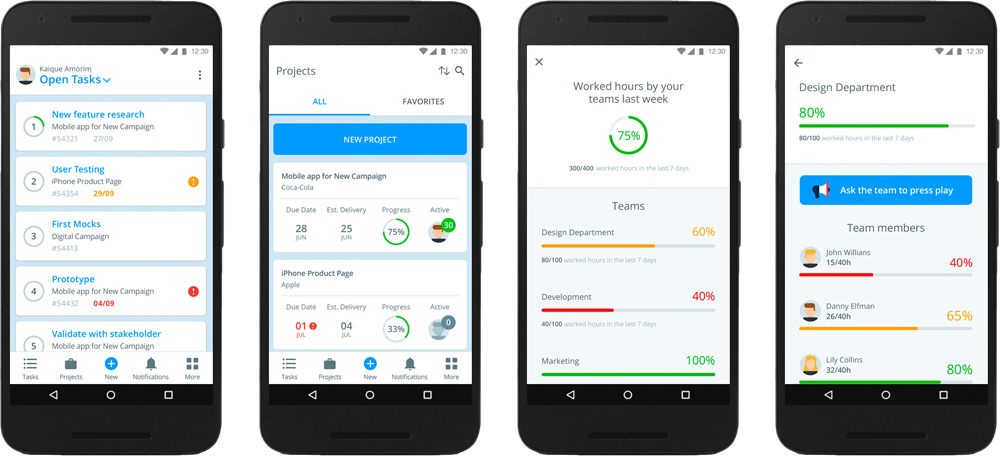 12:30
Kaique Amorim
Open Tasks
1
New feature research
Mobile app for New Campaign
#54321 27/09
2
User Testing
iPhone Product Page
#54354 29/09
3
First Mocks
Digital Campaign
#54413
4
Prototype
Mobile app for New Campaign
#54432 04/09
5
Validate with stakeholder
Mobile app for New Campaign
Tasks Projects New Notifications More
12:30
Projects
ALL FAVORITES
NEW PROJECT
Mobile app for New Campaign
Coca-Cola
Due Date Est. Delivery Progress Active
28 25 75% 30
JUN JUN
iPhone Product Page
Apple
Due Date Est. Delivery Progress Active
01 04 33% 0
JUL JUL
Tasks Projects New Notifications More
12:30
Worked hours by your
teams last week
75%
300/400 worked hours in the last 7 days
Teams
Design Department 60%
80/100 worked hours in the last 7 days
Development 40%
40/100 worked hours in the last 7 days
Marketing 100%
12:30
Design Department
80%
80/100 worked hours in the last 7 days
Ask the team to press play
Team members
John Willians
15/40h 40%
Danny Elfman
26/40h 65%
Lily Collins
32/40h 80%